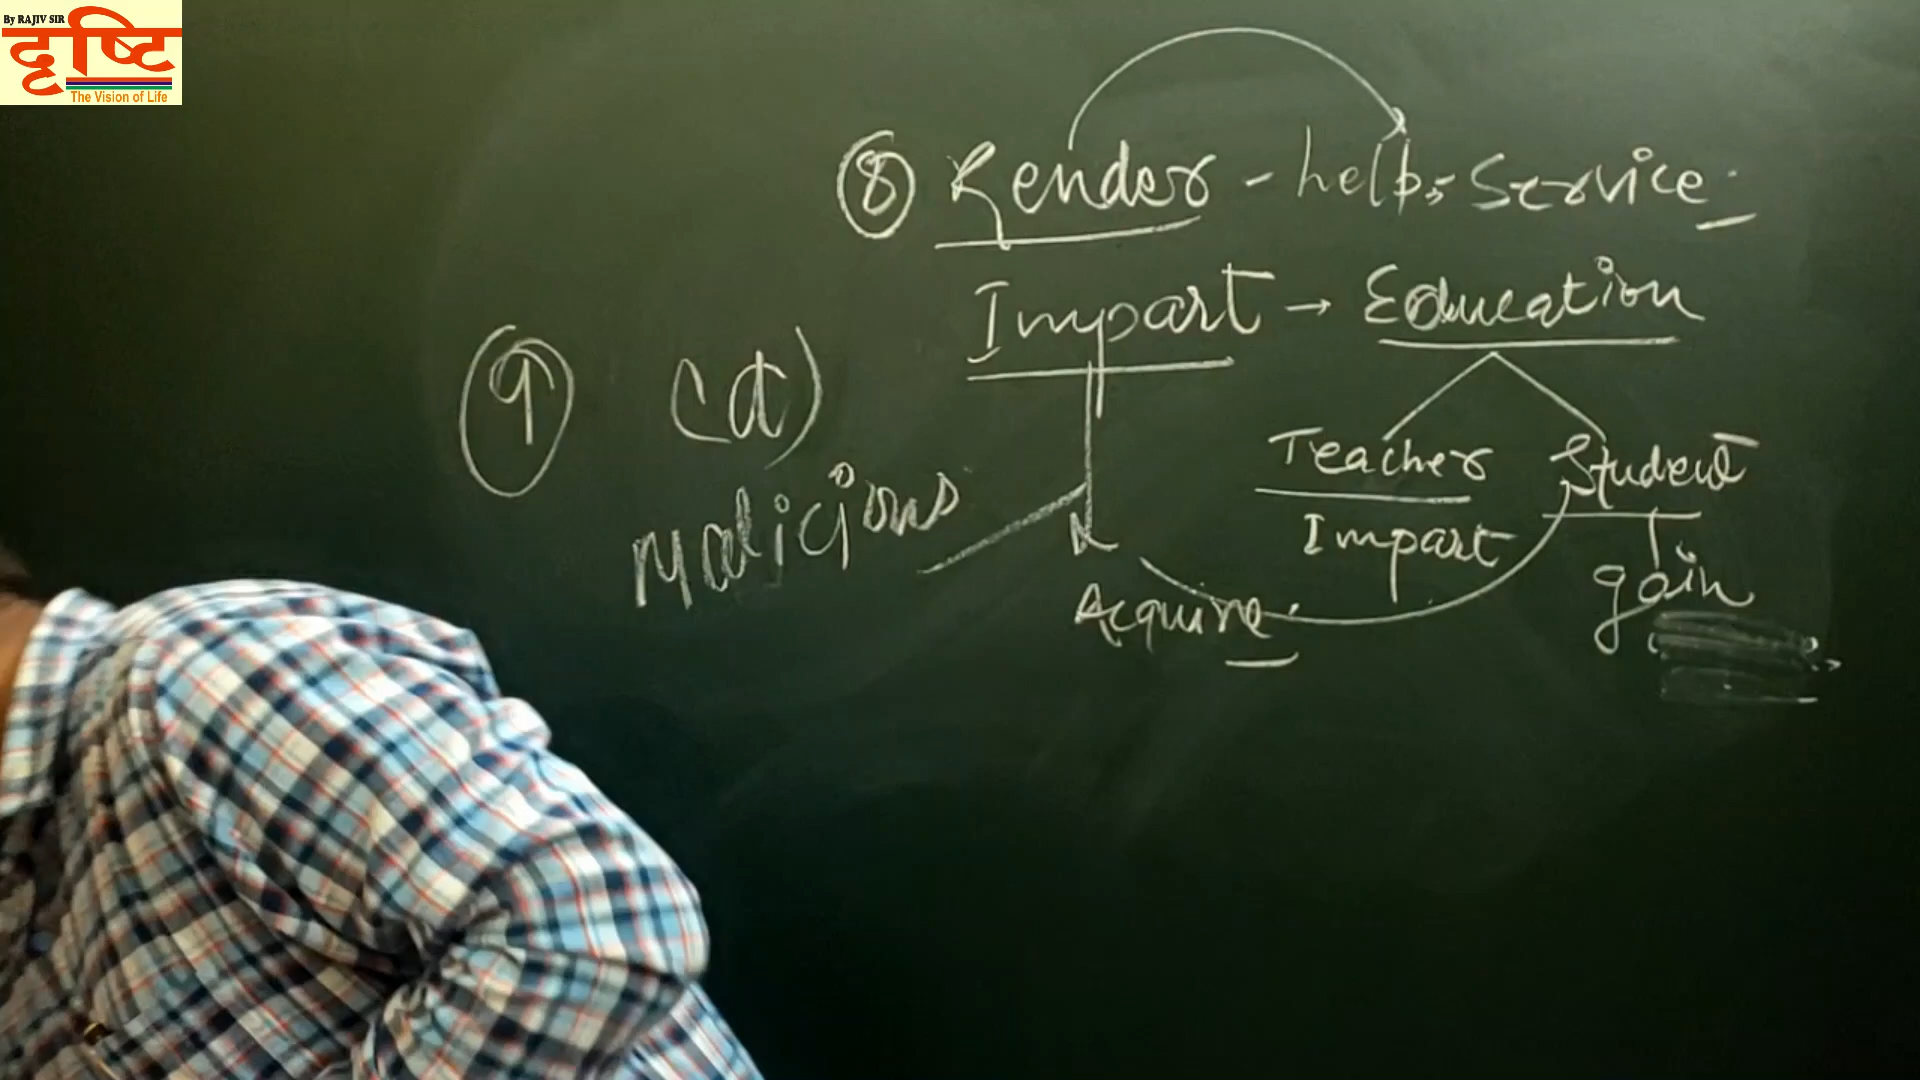 By RAJIV SIR
दृष्टि
The Vision of Life
8 Render - help, Service.
Impart → Education
9 (d)
Teacher Student
Malicious
Impart
gain
Acquire